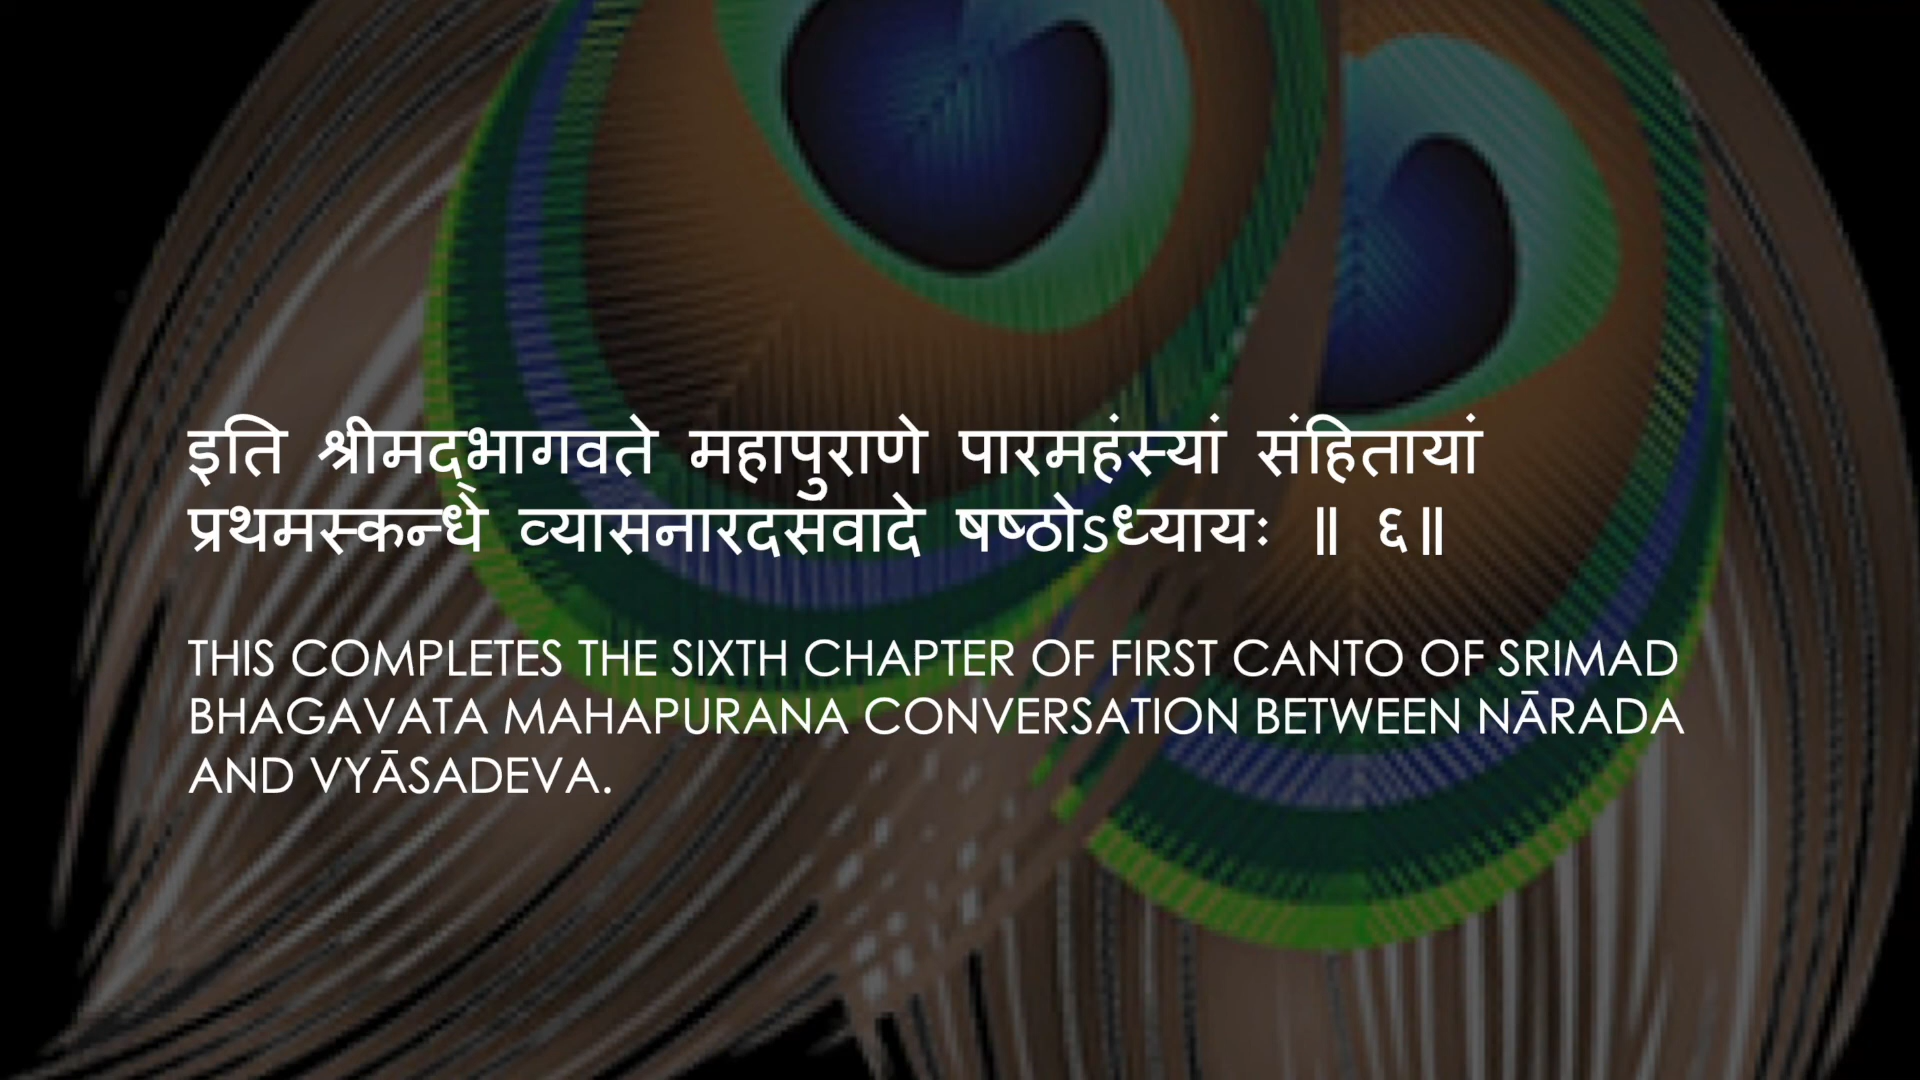 इति श्रीमद्भागवते महापुराणे पारमहंस्यां संहितायां
प्रथमस्कन्धे व्यासनारदसंवादे षष्ठोऽध्यायः ॥ ६॥
THIS COMPLETES THE SIXTH CHAPTER OF FIRST CANTO OF SRIMAD
BHAGAVATA MAHAPURANA CONVERSATION BETWEEN NĀRADA
AND VYĀSADEVA.